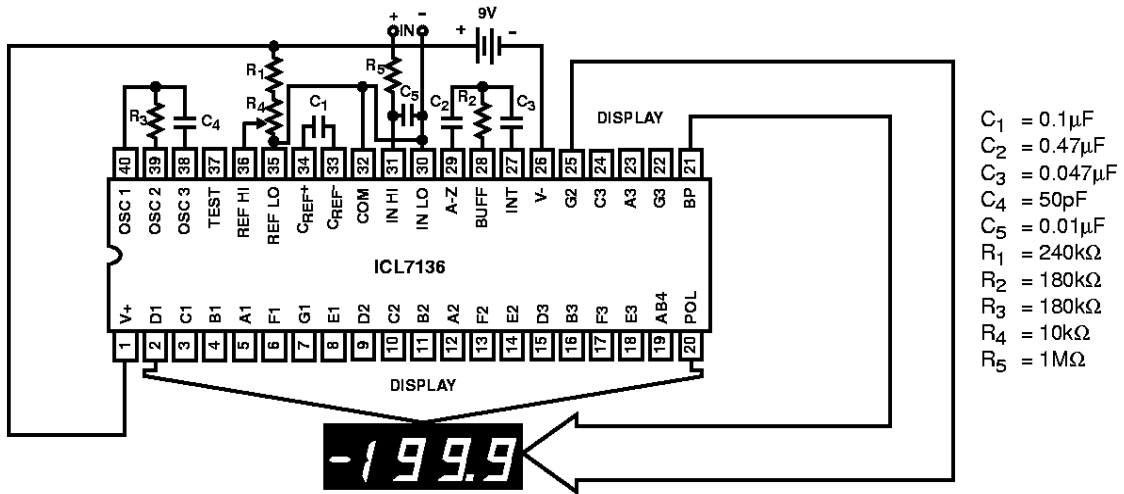 + -
IN
9V
+ -
R1
R4
R5
C5
R3
C4
C1
C2
R2
C3
DISPLAY
40 39 38 37 36 35 34 33 32 31 30 29 28 27 26 25 24 23 22 21
OSC 1
OSC 2
OSC 3
TEST
REF HI
REF LO
CREF+
CREF-
COM
IN HI
IN LO
A-Z
BUFF
INT
V-
G2
C3
A3
G3
BP
ICL7136
V+
D1
C1
B1
A1
F1
G1
E1
D2
C2
B2
A2
F2
E2
D3
B3
F3
E3
AB4
POL
1 2 3 4 5 6 7 8 9 10 11 12 13 14 15 16 17 18 19 20
DISPLAY
-199.9
C1 = 0.1μF
C2 = 0.47μF
C3 = 0.047μF
C4 = 50pF
C5 = 0.01μF
R1 = 240kΩ
R2 = 180kΩ
R3 = 180kΩ
R4 = 10kΩ
R5 = 1MΩ